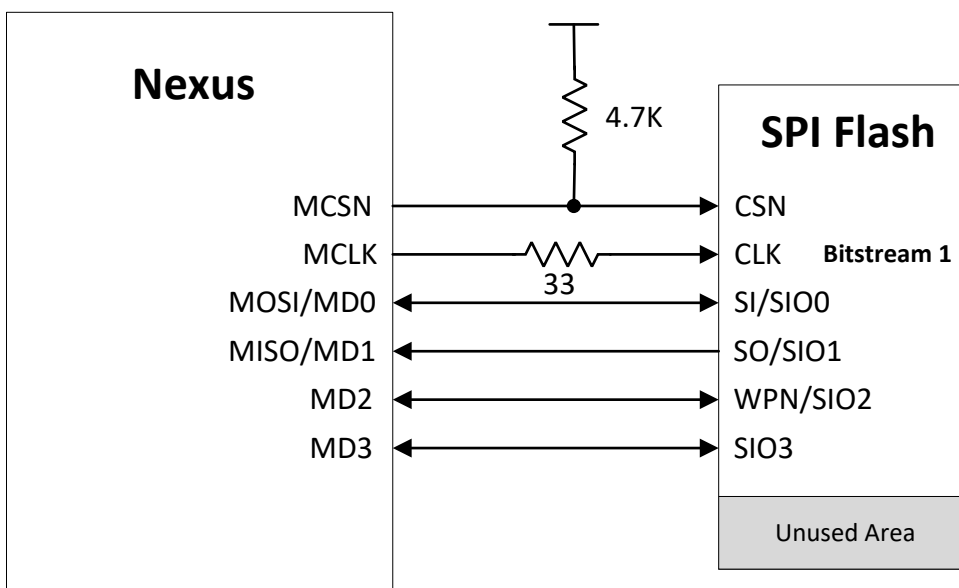 Nexus
4.7K
SPI Flash
MCSN
CSN
MCLK
33
CLK
Bitstream 1
MOSI/MD0
SI/SIO0
MISO/MD1
SO/SIO1
MD2
WPN/SIO2
MD3
SIO3
Unused Area